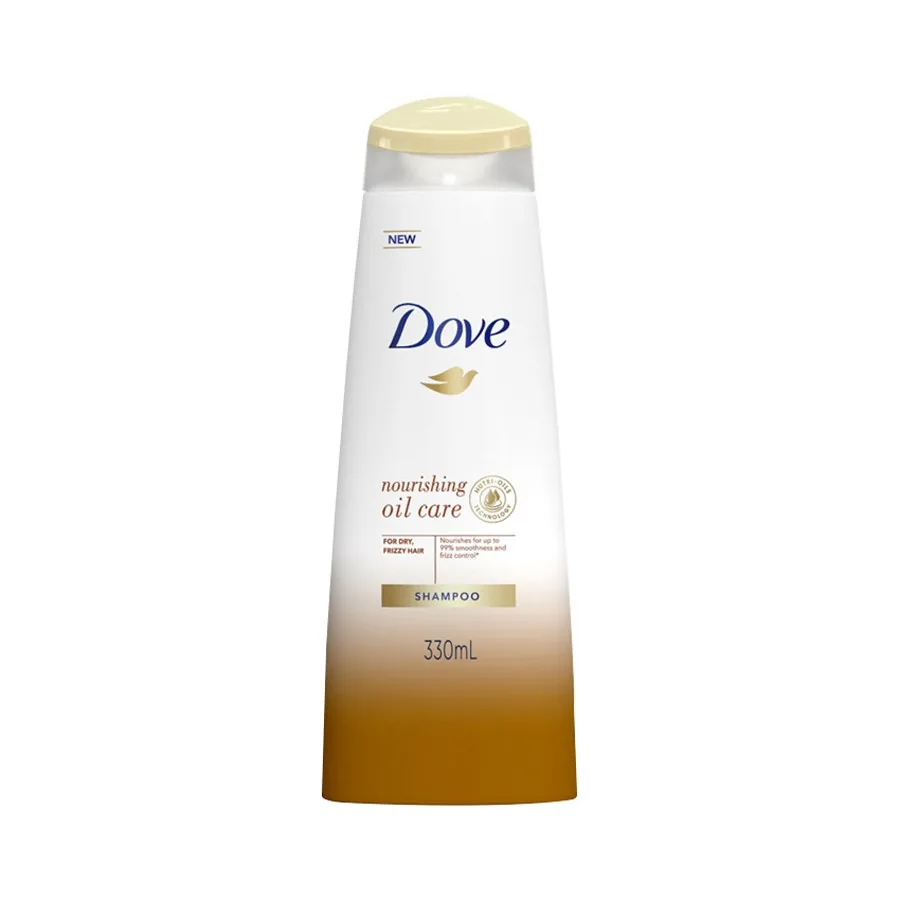 NEW
Dove
nourishing
oil care
NUTRI-OILS
TECHNOLOGY
FOR DRY,
FRIZZY HAIR
Nourishes for up to
99% smoothness and
frizz control*
SHAMPOO
330mL